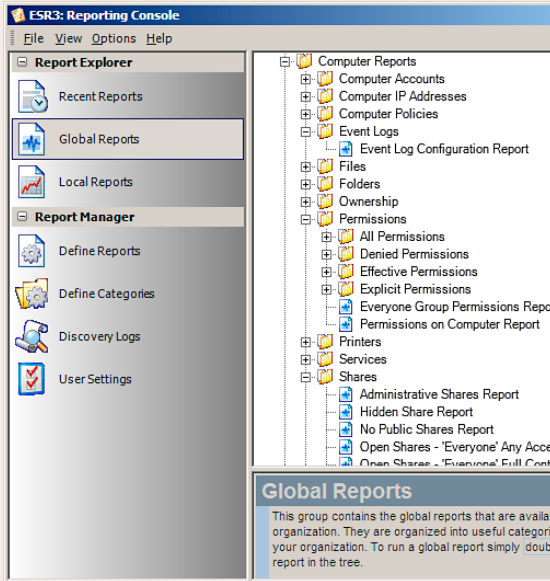 ESR3: Reporting Console
File View Options Help
Report Explorer
Recent Reports
Global Reports
Local Reports
Report Manager
Define Reports
Define Categories
Discovery Logs
User Settings
Computer Reports
Computer Accounts
Computer IP Addresses
Computer Policies
Event Logs
Event Log Configuration Report
Files
Folders
Ownership
Permissions
All Permissions
Denied Permissions
Effective Permissions
Explicit Permissions
Everyone Group Permissions Repo
Permissions on Computer Report
Printers
Services
Shares
Administrative Shares Report
Hidden Share Report
No Public Shares Report
Open Shares - 'Everyone' Any Acce
Open Shares - 'Everyone' Full Cont
Global Reports
This group contains the global reports that are availa
organization. They are organized into useful categori
your organization. To run a global report simply doub
report in the tree.